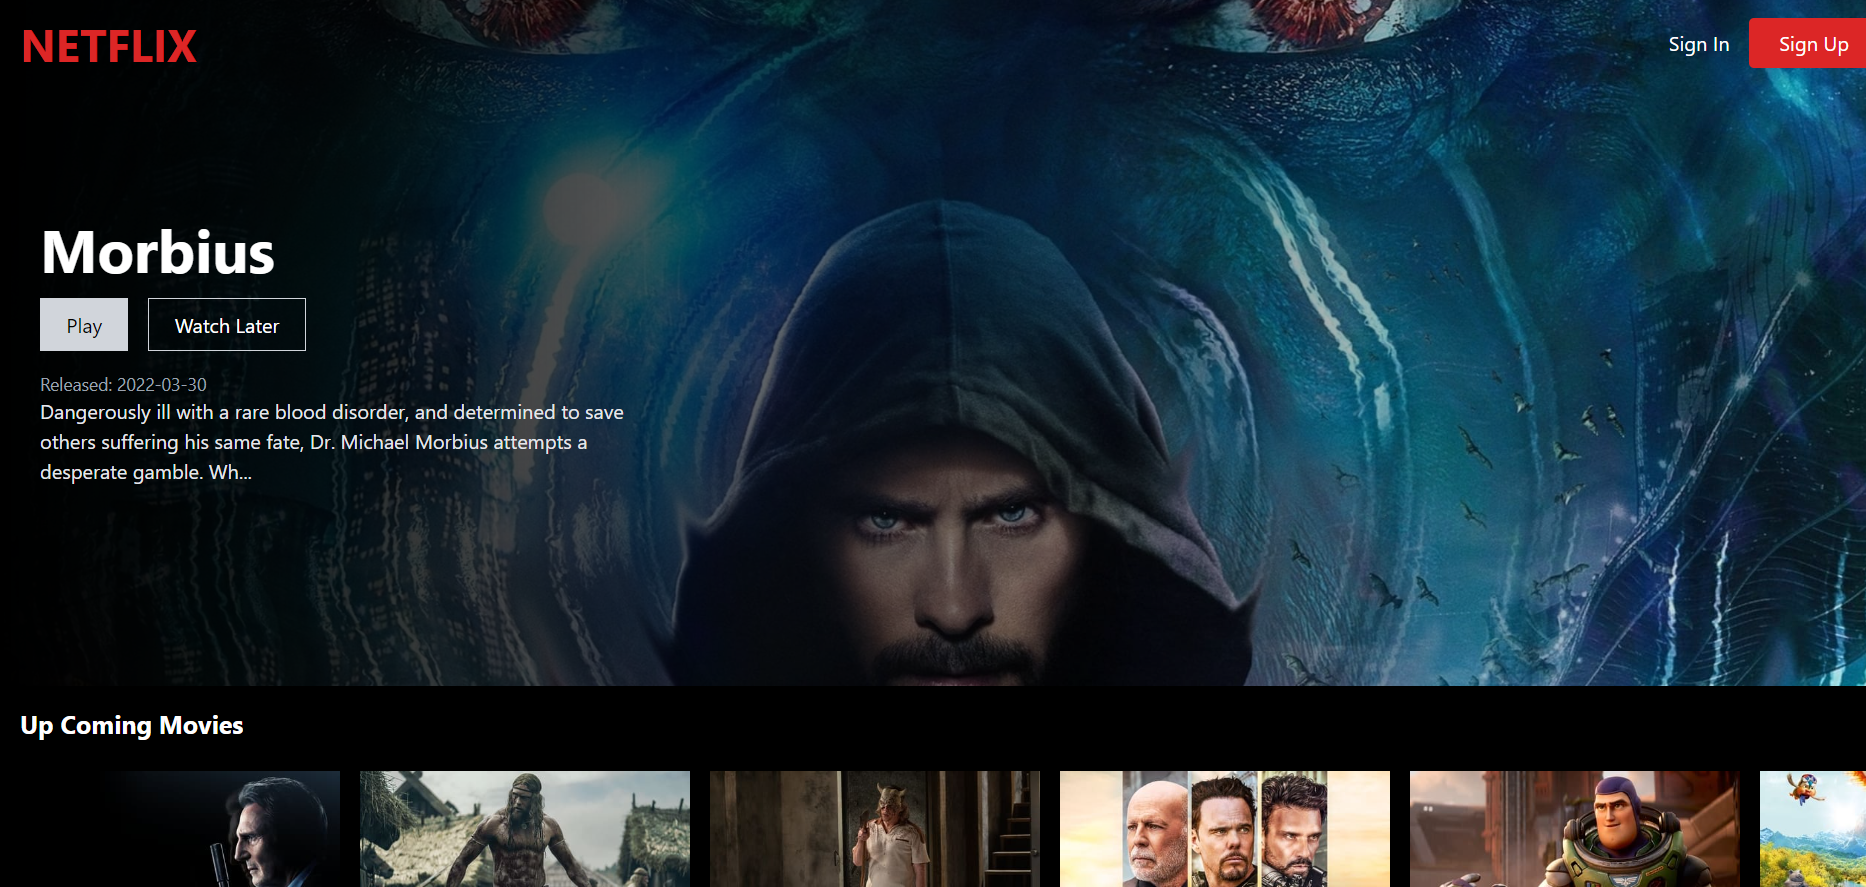 NETFLIX
Sign In
Sign Up
Morbius
Play
Watch Later
Released: 2022-03-30
Dangerously ill with a rare blood disorder, and determined to save
others suffering his same fate, Dr. Michael Morbius attempts a
desperate gamble. Wh...
Up Coming Movies